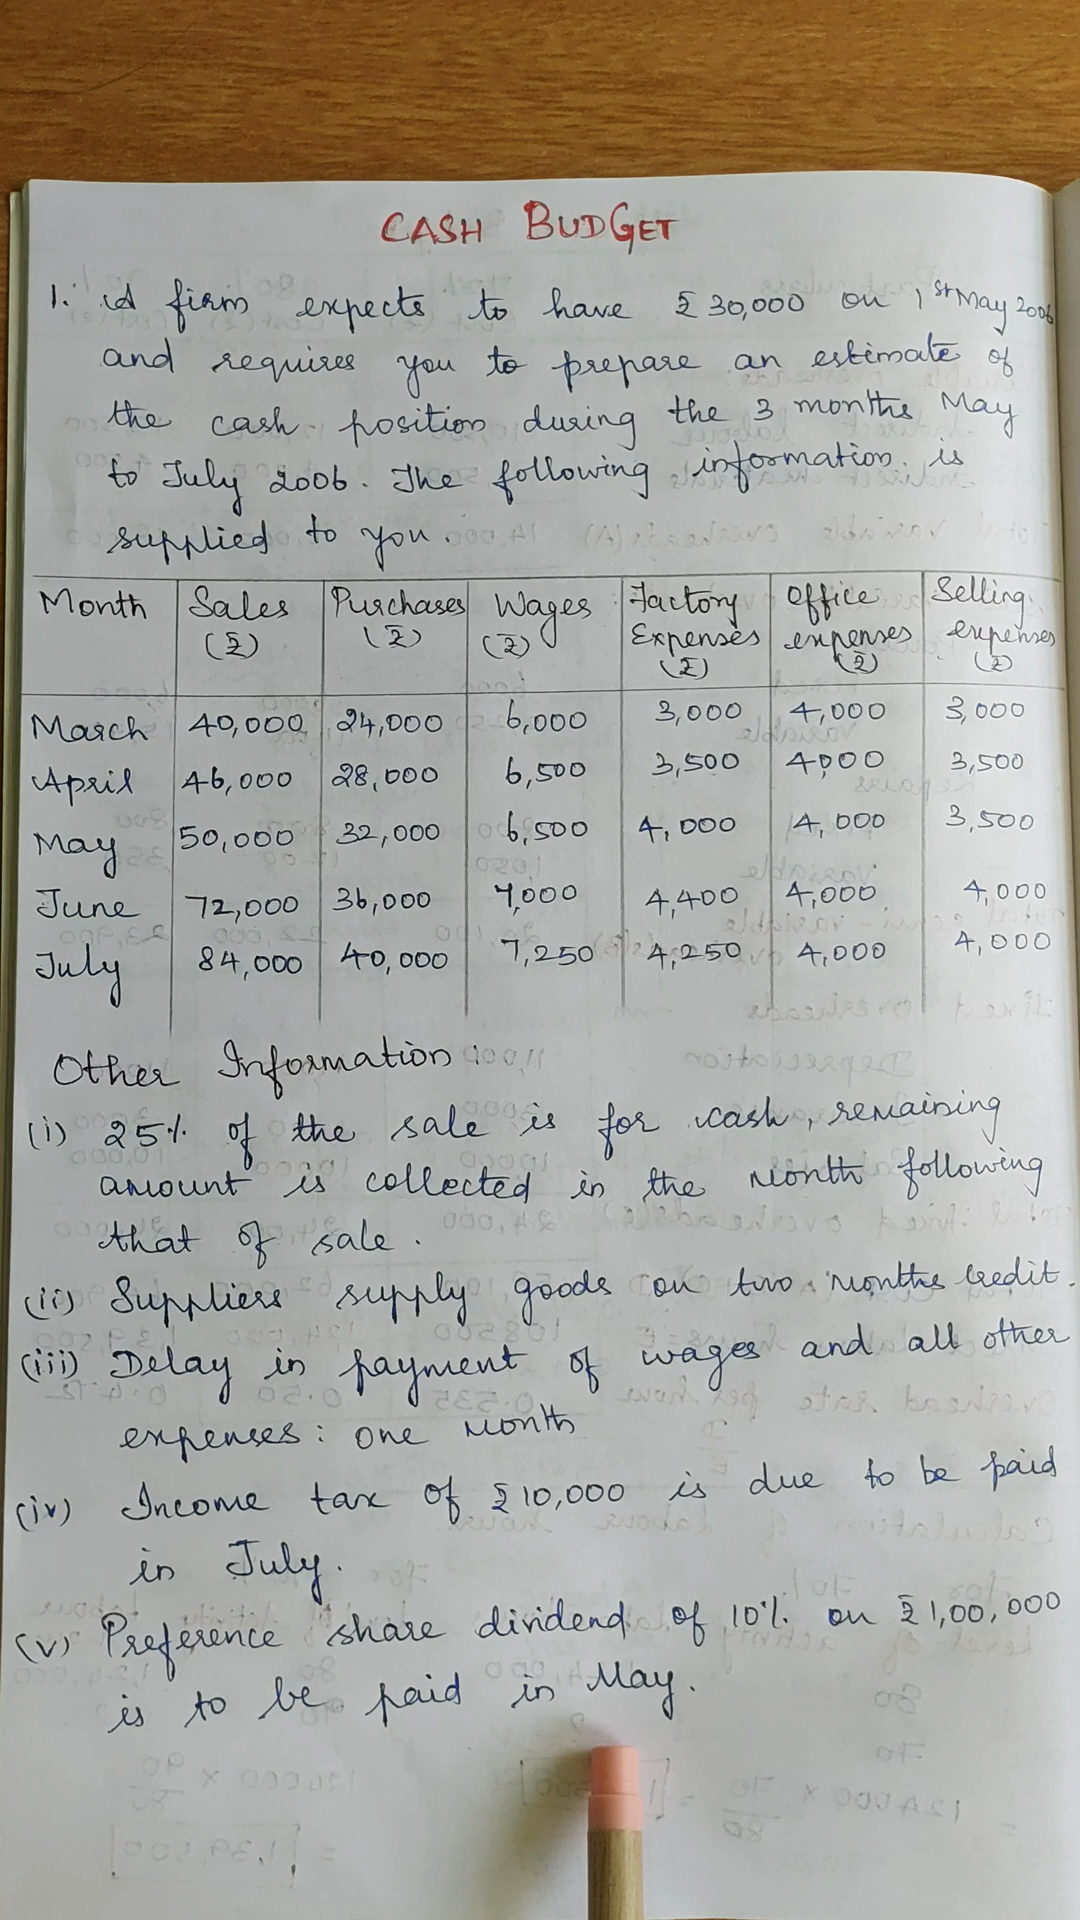 CASH BUDGET
1. A firm expects to have ₹ 30,000 on 1st May 2006
and requires you to prepare an estimate of
the cash position during the 3 months May
to July 2006. The following information is
supplied to you.
Month Sales (₹) Purchases (₹) Wages (₹) Factory Expenses (₹) Office expenses (₹) Selling expenses (₹)
March 40,000 24,000 6,000 3,000 4,000 3,000
April 46,000 28,000 6,500 3,500 4000 3,500
May 50,000 32,000 6,500 4,000 4,000 3,500
June 72,000 36,000 7,000 4,400 4,000 4,000
July 84,000 40,000 7,250 4,250 4,000 4,000
Other Information:
(i) 25% of the sale is for cash, remaining
amount is collected in the month following
that of sale.
(ii) Suppliers supply goods on two months credit.
(iii) Delay in payment of wages and all other
expenses: one month
(iv) Income tax of ₹ 10,000 is due to be paid
in July.
(v) Preference share dividend of 10% on ₹ 1,00,000
is to be paid in May.